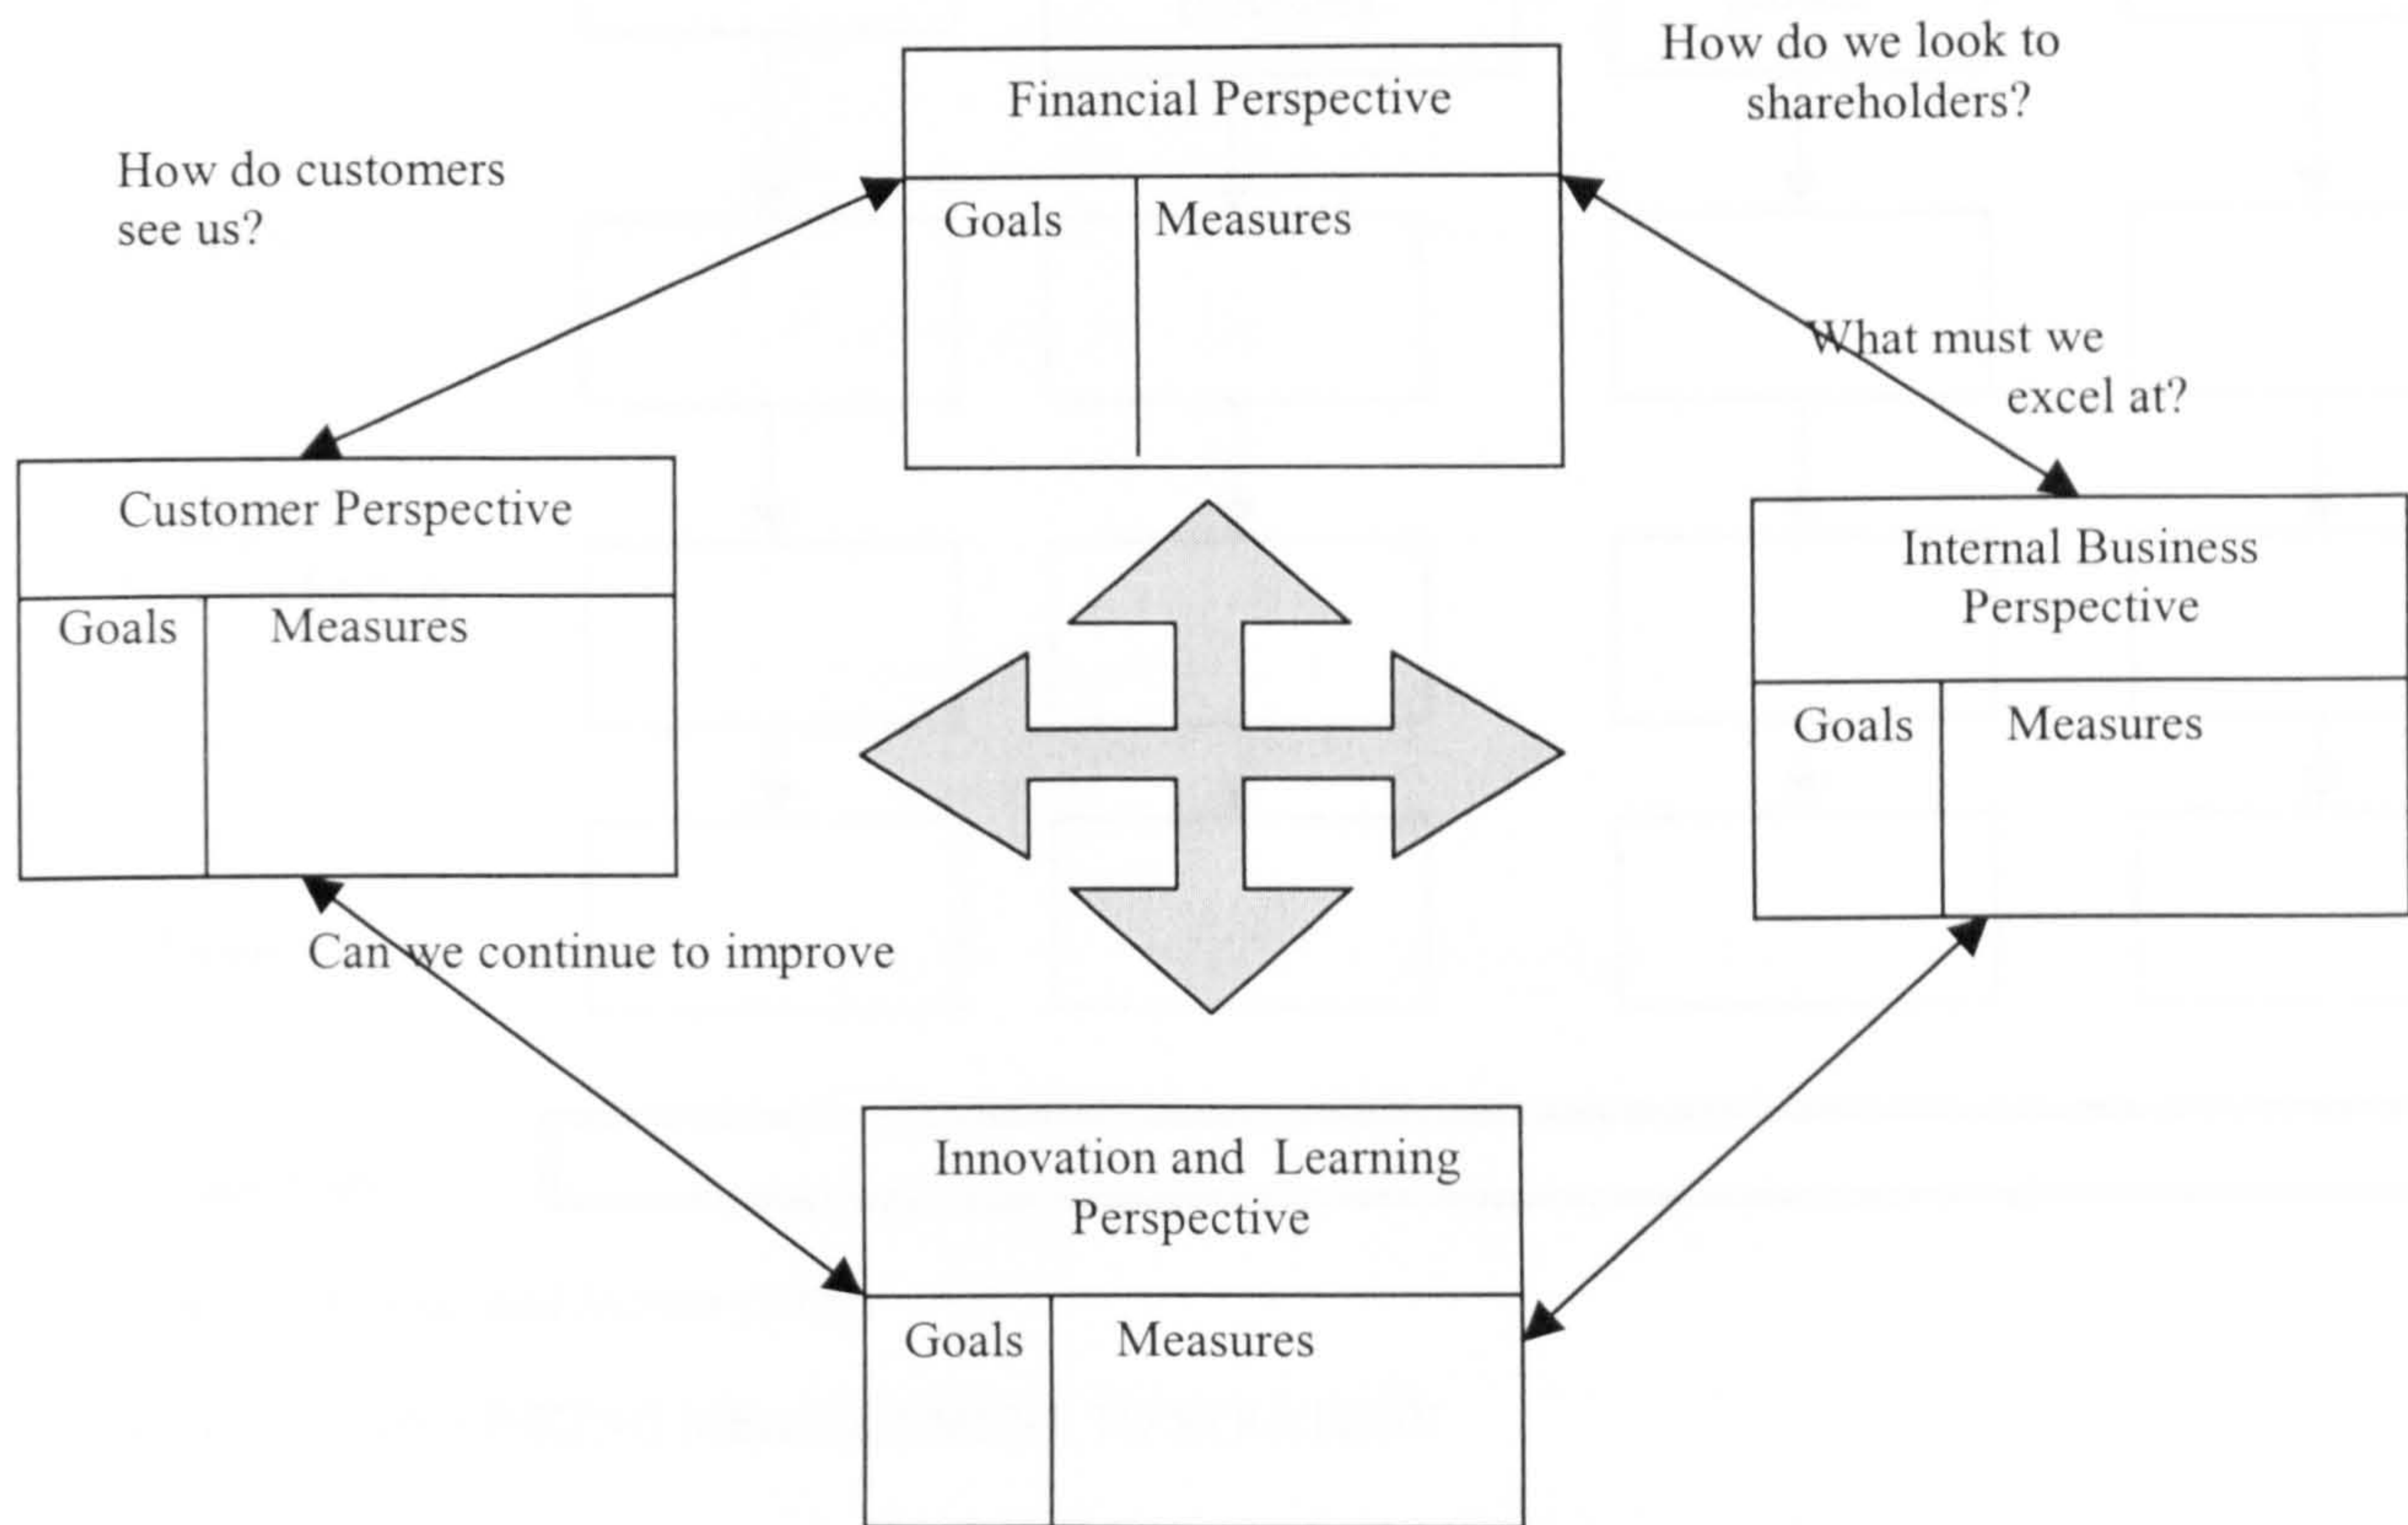 How do we look to
shareholders?
Financial Perspective
How do customers
see us?
Goals Measures
What must we
excel at?
Customer Perspective
Goals Measures
Internal Business
Perspective
Goals Measures
Can we continue to improve
Innovation and Learning
Perspective
Goals Measures